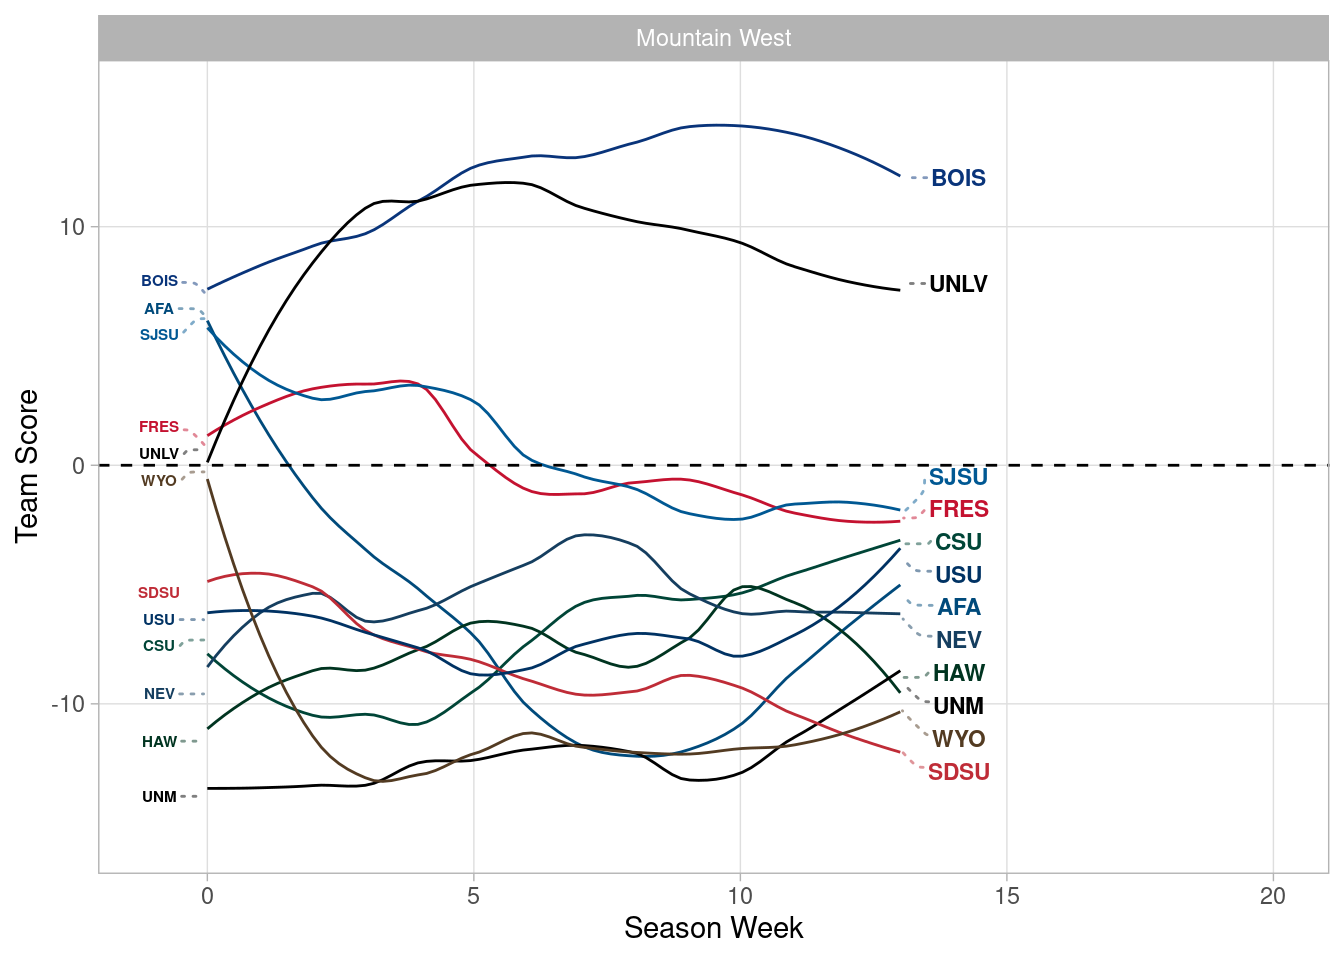 Mountain West
Team Score
10
0
-10
BOIS
AFA
SJSU
FRES
UNLV
WYO
SDSU
USU
CSU
NEV
HAW
UNM
BOIS
UNLV
SJSU
FRES
CSU
USU
AFA
NEV
HAW
UNM
WYO
SDSU
0 5 10 15 20
Season Week